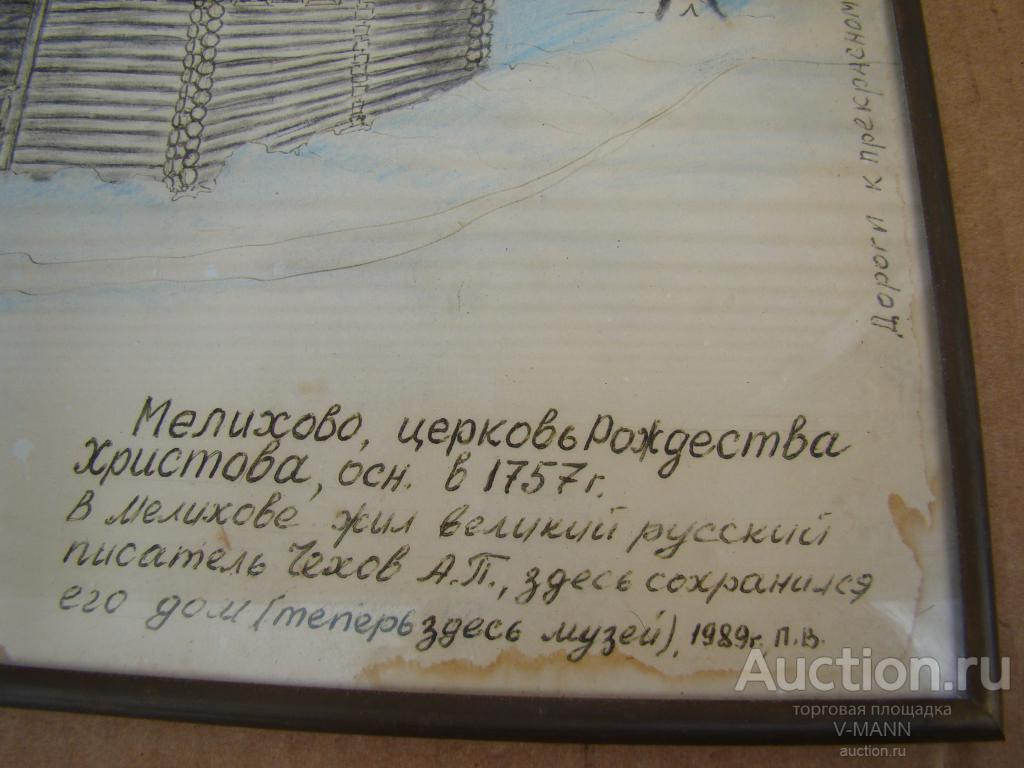 Дороги к прекрасном
Мелихово, церковь Рождества
Христова, осн. в 1757 г.
В Мелихове жил великий русский
писатель Чехов А.П., здесь сохранился
его дом (теперь здесь музей), 1989г. П.В.
Auction.ru
торговая площадка
V-MANN
auction.ru